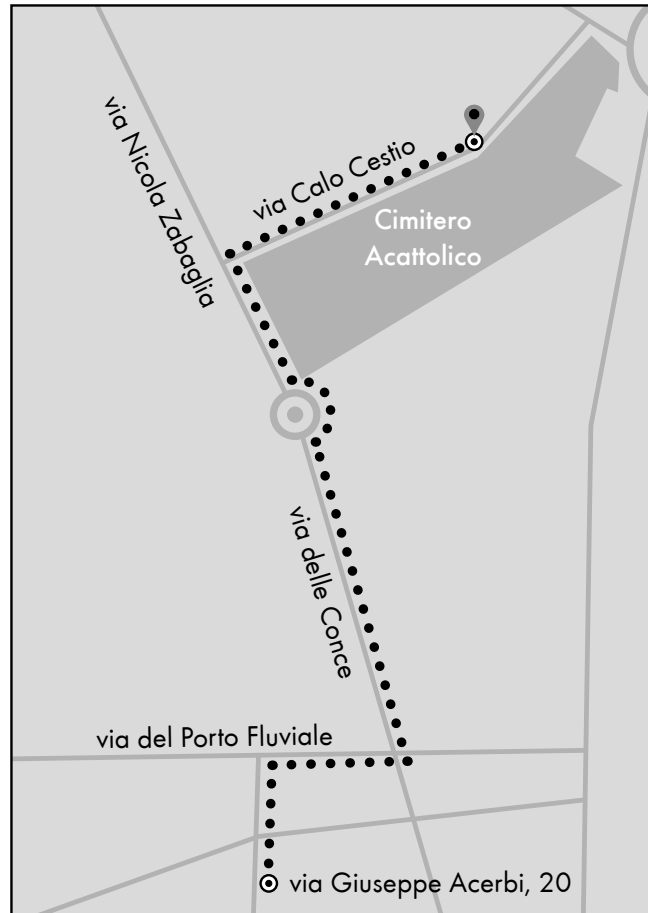 via Nicola Zabaglia
via Calo Cestio
Cimitero
Acattolico
via delle Conce
via del Porto Fluviale
via Giuseppe Acerbi, 20